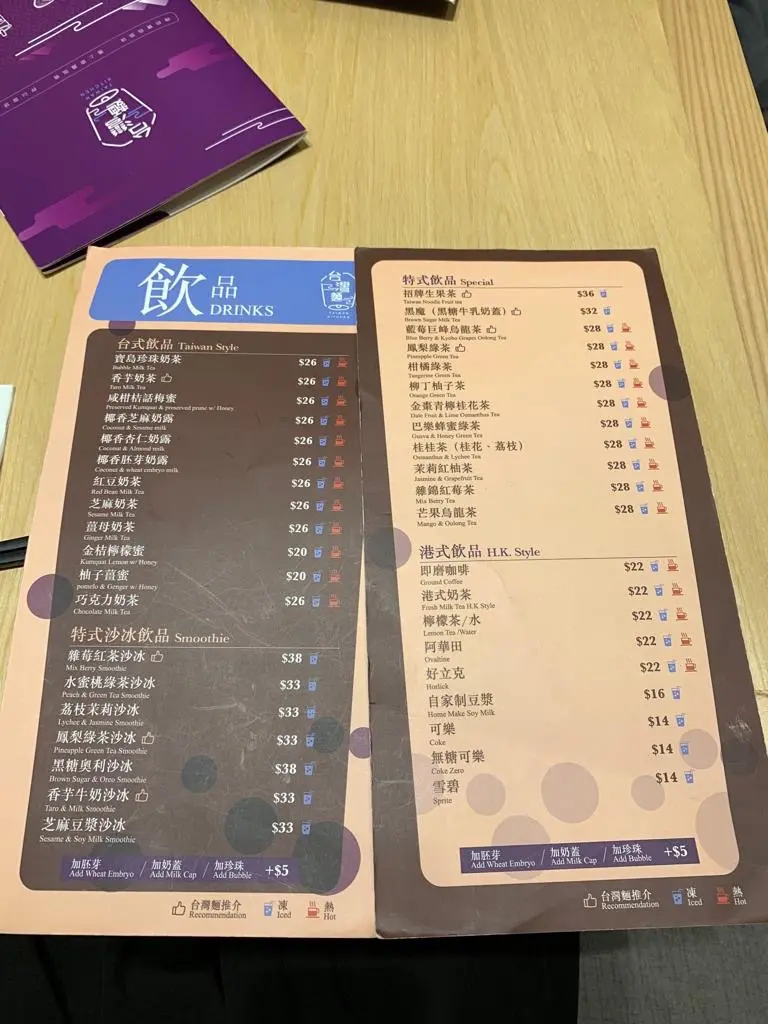 台灣麵
TAIWAN
KITCHEN
飲品
DRINKS
台灣麵
TAIWAN
KITCHEN
台式飲品 Taiwan Style
寶島珍珠奶茶 $26
Bubble Milk Tea
香芋奶茶 $26
Taro Milk Tea
咸柑桔話梅蜜 $26
Preserved Kumquat & preserved prune w/ Honey
椰香芝麻奶露 $26
Coconut & Sesame milk
椰香杏仁奶露 $26
Coconut & Almond milk
椰香胚芽奶露 $26
Coconut & wheat embryo milk
紅豆奶茶 $26
Red Bean Milk Tea
芝麻奶茶 $26
Sesame Milk Tea
薑母奶茶 $26
Ginger Milk Tea
金桔檸檬蜜 $20
Kumquat Lemon w/ Honey
柚子薑蜜 $20
pomelo & Genger w/ Honey
巧克力奶茶 $26
Chocolate Milk Tea
特式沙冰飲品 Smoothie
雜莓紅茶沙冰 $38
Mix Berry Smoothie
水蜜桃綠茶沙冰 $33
Peach & Green Tea Smoothie
荔枝茉莉沙冰 $33
Lychee & Jasmine Smoothie
鳳梨綠茶沙冰 $33
Pineapple Green Tea Smoothie
黑糖奧利沙冰 $38
Brown Sugar & Oreo Smoothie
香芋牛奶沙冰 $33
Taro & Milk Smoothie
芝麻豆漿沙冰 $33
Sesame & Soy Milk Smoothie
加胚芽 / 加奶蓋 / 加珍珠 +$5
Add Wheat Embryo / Add Milk Cap / Add Bubble
台灣麵推介 凍 熱
Recommendation Iced Hot
特式飲品 Special
招牌生果茶 $36
Taiwan Noodle Fruit tea
黑魔（黑糖牛乳奶蓋） $32
Brown Sugar Milk Tea
藍莓巨峰烏龍茶 $28
Blue Berry & Kyoho Grapes Oolong Tea
鳳梨綠茶 $28
Pineapple Green Tea
柑橘綠茶 $28
Tangerine Green Tea
柳丁柚子茶 $28
Orange Green Tea
金棗青檸桂花茶 $28
Date Fruit & Lime Osmanthus Tea
巴樂蜂蜜綠茶 $28
Guava & Honey Green Tea
桂桂茶（桂花、荔枝） $28
Osmanthus & Lychee Tea
茉莉紅柚茶 $28
Jasmine & Grapefruit Tea
雜錦紅莓茶 $28
Mix Berry Tea
芒果烏龍茶 $28
Mango & Oolong Tea
港式飲品 H.K. Style
即磨咖啡 $22
Ground Coffee
港式奶茶 $22
Fresh Milk Tea H.K Style
檸檬茶/水 $22
Lemon Tea /Water
阿華田 $22
Ovaltine
好立克 $22
Horlick
自家制豆漿 $16
Home Make Soy Milk
可樂 $14
Coke
無糖可樂 $14
Coke Zero
雪碧 $14
Sprite
加胚芽 / 加奶蓋 / 加珍珠 +$5
Add Wheat Embryo / Add Milk Cap / Add Bubble
台灣麵推介 凍 熱
Recommendation Iced Hot